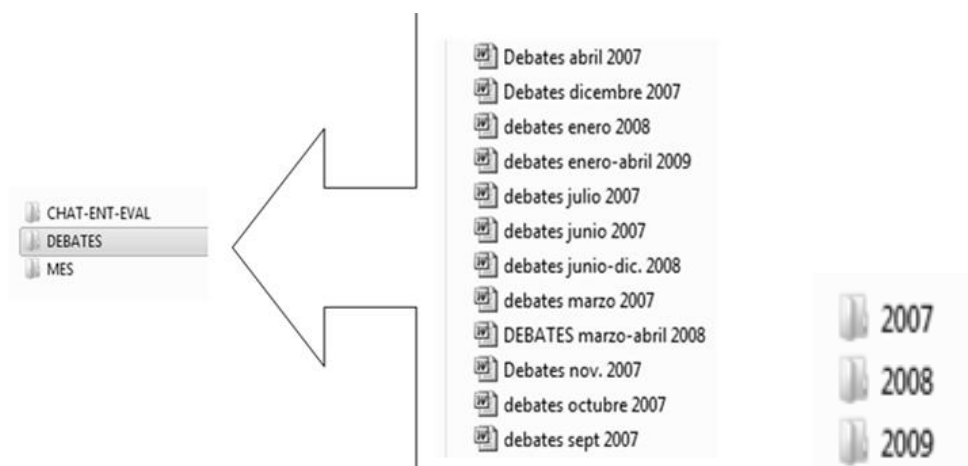 CHAT-ENT-EVAL
DEBATES
MES
Debates abril 2007
Debates dicembre 2007
debates enero 2008
debates enero-abril 2009
debates julio 2007
debates junio 2007
debates junio-dic. 2008
debates marzo 2007
DEBATES marzo-abril 2008
Debates nov. 2007
debates octubre 2007
debates sept 2007
2007
2008
2009